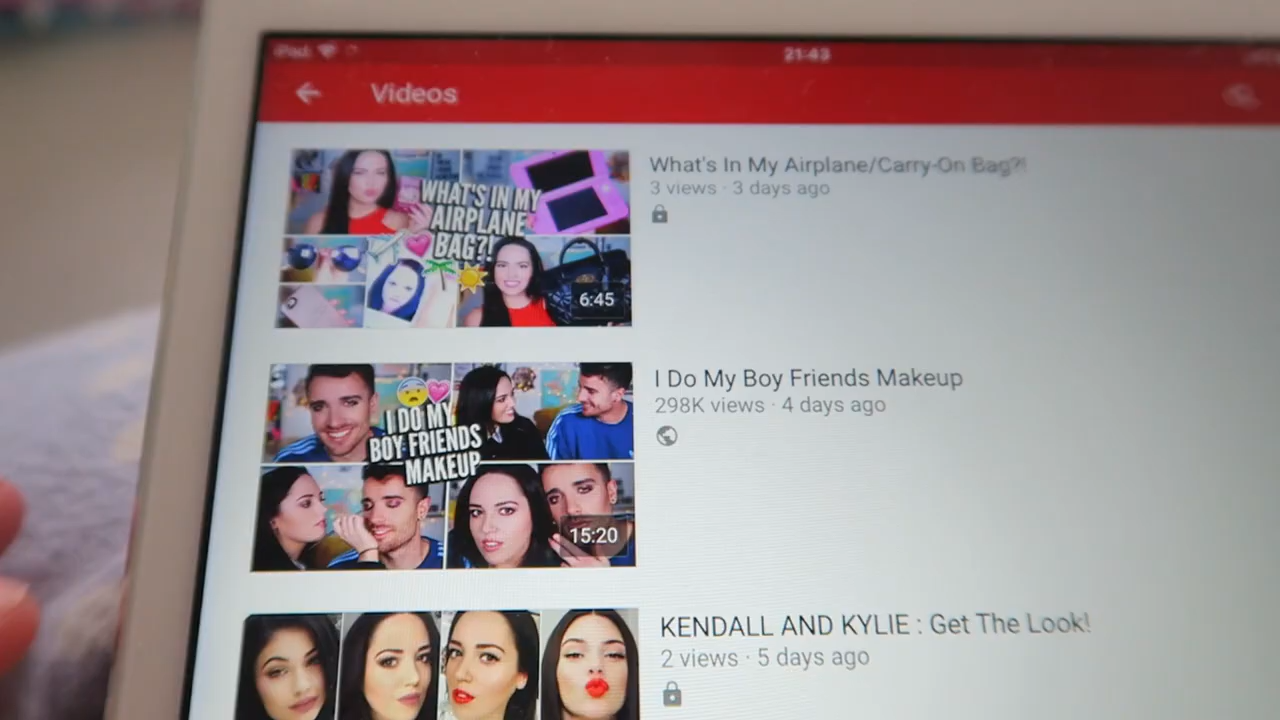 iPad
21:43
Videos
WHAT'S IN MY
AIRPLANE
BAG?!
6:45
What's In My Airplane/Carry-On Bag?!
3 views · 3 days ago
I DO MY
BOY FRIENDS
MAKEUP
15:20
I Do My Boy Friends Makeup
298K views · 4 days ago
KENDALL AND KYLIE : Get The Look!
2 views · 5 days ago